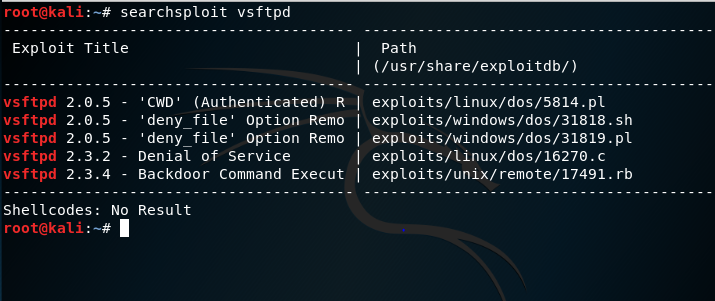 root@kali:~# searchsploit vsftpd
--------------------------------------- ----------------------------------------
 Exploit Title                         |  Path
                                       | (/usr/share/exploitdb/)
--------------------------------------- ----------------------------------------
vsftpd 2.0.5 - 'CWD' (Authenticated) R | exploits/linux/dos/5814.pl
vsftpd 2.0.5 - 'deny_file' Option Remo | exploits/windows/dos/31818.sh
vsftpd 2.0.5 - 'deny_file' Option Remo | exploits/windows/dos/31819.pl
vsftpd 2.3.2 - Denial of Service       | exploits/linux/dos/16270.c
vsftpd 2.3.4 - Backdoor Command Execut | exploits/unix/remote/17491.rb
--------------------------------------- ----------------------------------------
Shellcodes: No Result
root@kali:~#